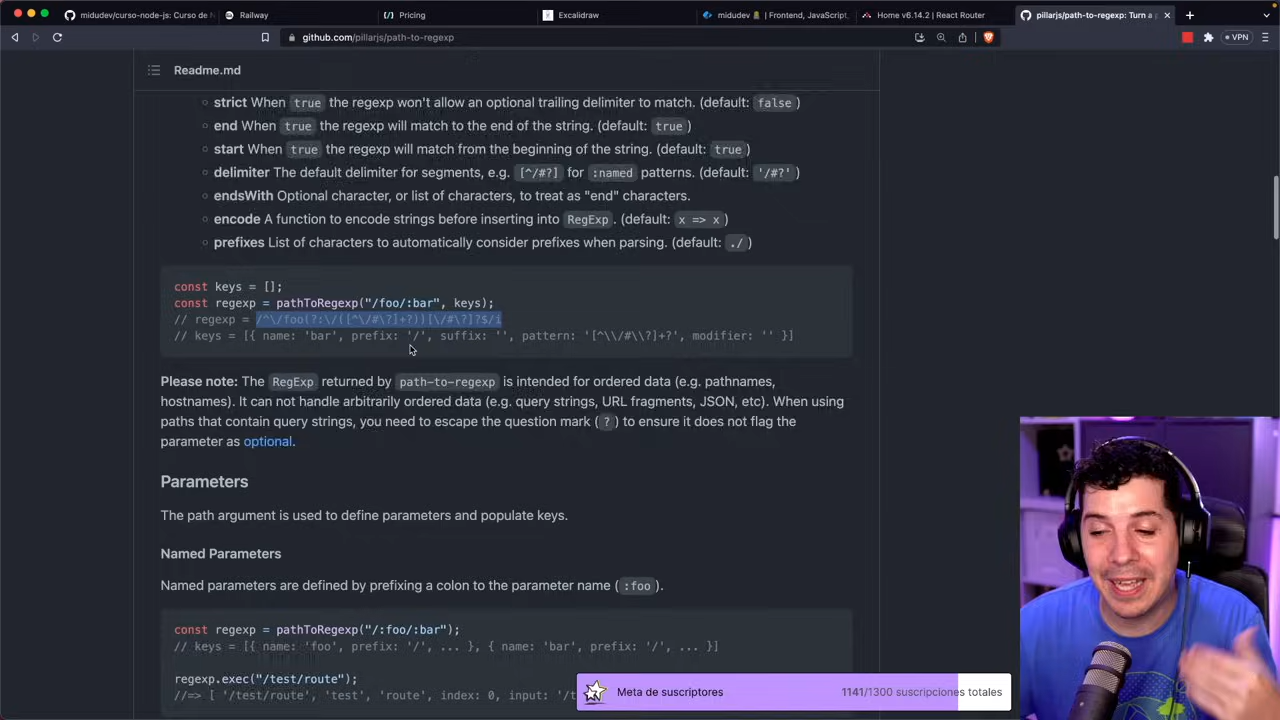 midudev/curso-node-js: Curso de N
Railway
Pricing
Excalidraw
midudev | Frontend, JavaScript,
Home v6.14.2 | React Router
pillarjs/path-to-regexp: Turn a p
github.com/pillarjs/path-to-regexp
VPN
Readme.md
strict When true the regexp won't allow an optional trailing delimiter to match. (default: false)
end When true the regexp will match to the end of the string. (default: true)
start When true the regexp will match from the beginning of the string. (default: true)
delimiter The default delimiter for segments, e.g. [^/#?] for :named patterns. (default: '/#?')
endsWith Optional character, or list of characters, to treat as "end" characters.
encode A function to encode strings before inserting into RegExp. (default: x => x)
prefixes List of characters to automatically consider prefixes when parsing. (default: ./)
const keys = [];
const regexp = pathToRegexp("/foo/:bar", keys);
// regexp = /^\/foo(?:\/([^\/#\?]+?))[\/#\?]?$/i
// keys = [{ name: 'bar', prefix: '/', suffix: '', pattern: '[^\\/#\\?]+?', modifier: '' }]
Please note: The RegExp returned by path-to-regexp is intended for ordered data (e.g. pathnames,
hostnames). It can not handle arbitrarily ordered data (e.g. query strings, URL fragments, JSON, etc). When using
paths that contain query strings, you need to escape the question mark (?) to ensure it does not flag the
parameter as optional.
Parameters
The path argument is used to define parameters and populate keys.
Named Parameters
Named parameters are defined by prefixing a colon to the parameter name (:foo).
const regexp = pathToRegexp("/:foo/:bar");
// keys = [{ name: 'foo', prefix: '/', ... }, { name: 'bar', prefix: '/', ... }]
regexp.exec("/test/route");
//=> [ '/test/route', 'test', 'route', index: 0, input: '/t
Meta de suscriptores
1141/1300 suscripciones totales